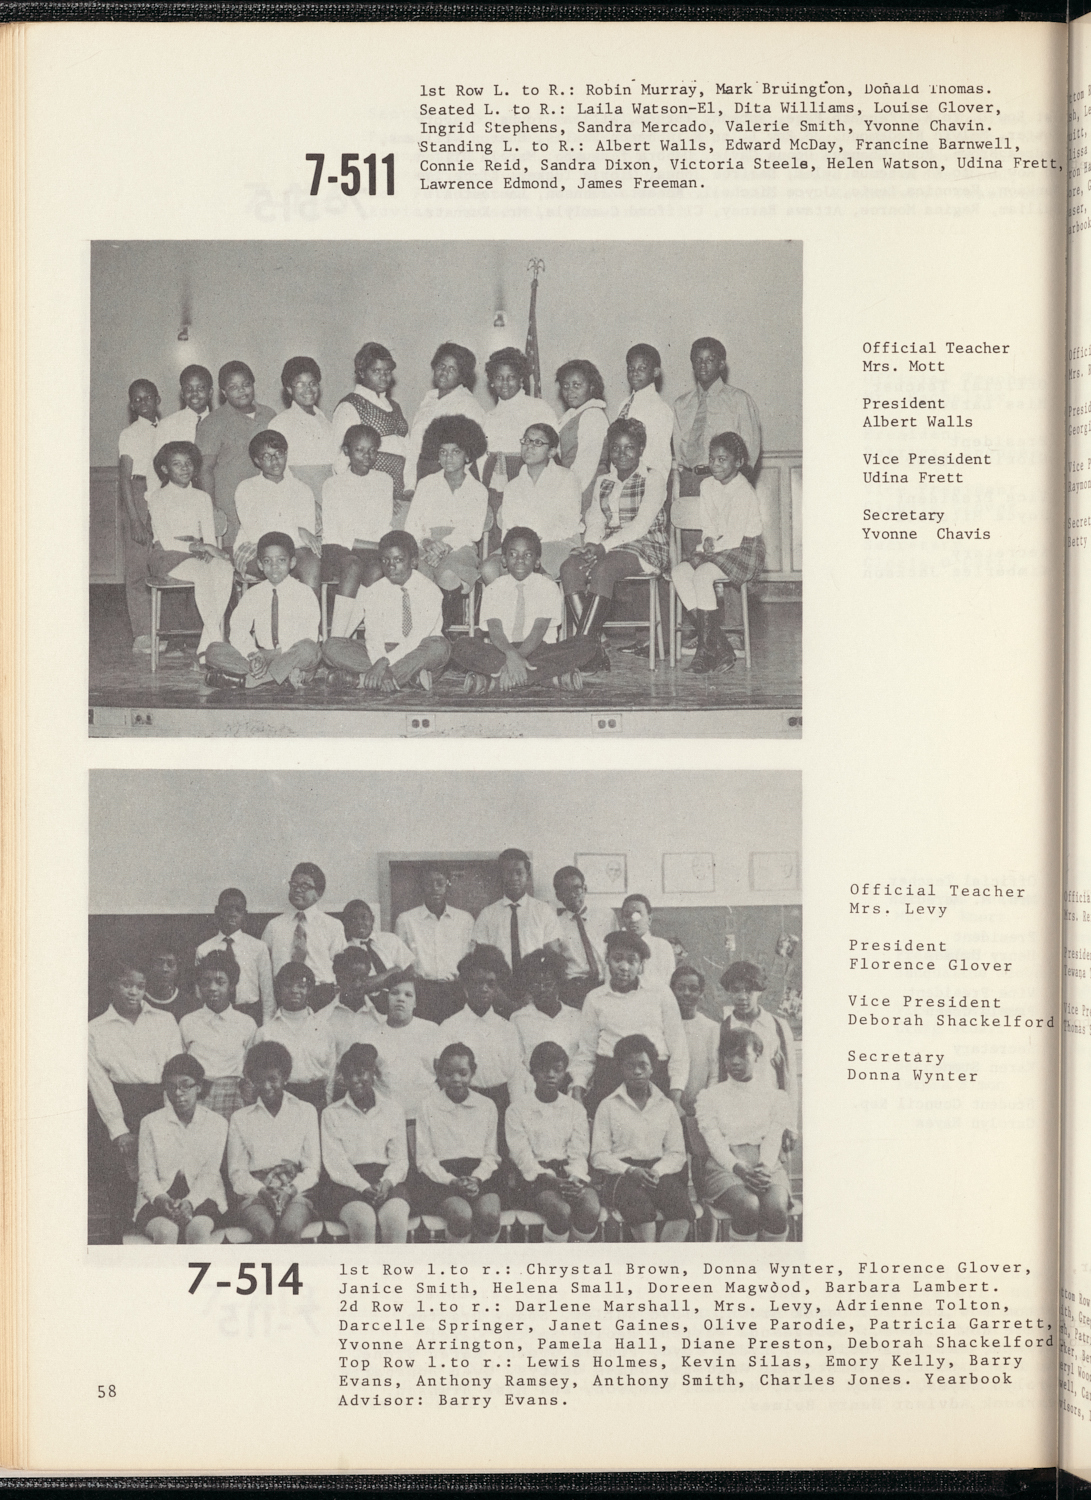 1st Row L. to R.: Robin Murray, Mark Bruington, Donald Thomas.
Seated L. to R.: Laila Watson-El, Dita Williams, Louise Glover,
Ingrid Stephens, Sandra Mercado, Valerie Smith, Yvonne Chavin.
Standing L. to R.: Albert Walls, Edward McDay, Francine Barnwell,
Connie Reid, Sandra Dixon, Victoria Steele, Helen Watson, Udina Frett,
Lawrence Edmond, James Freeman.
7-511
Official Teacher
Mrs. Mott
President
Albert Walls
Vice President
Udina Frett
Secretary
Yvonne Chavis
Official Teacher
Mrs. Levy
President
Florence Glover
Vice President
Deborah Shackelford
Secretary
Donna Wynter
7-514
1st Row l.to r.: Chrystal Brown, Donna Wynter, Florence Glover,
Janice Smith, Helena Small, Doreen Magwood, Barbara Lambert.
2d Row l.to r.: Darlene Marshall, Mrs. Levy, Adrienne Tolton,
Darcelle Springer, Janet Gaines, Olive Parodie, Patricia Garrett,
Yvonne Arrington, Pamela Hall, Diane Preston, Deborah Shackelford
Top Row l.to r.: Lewis Holmes, Kevin Silas, Emory Kelly, Barry
Evans, Anthony Ramsey, Anthony Smith, Charles Jones. Yearbook
Advisor: Barry Evans.
58